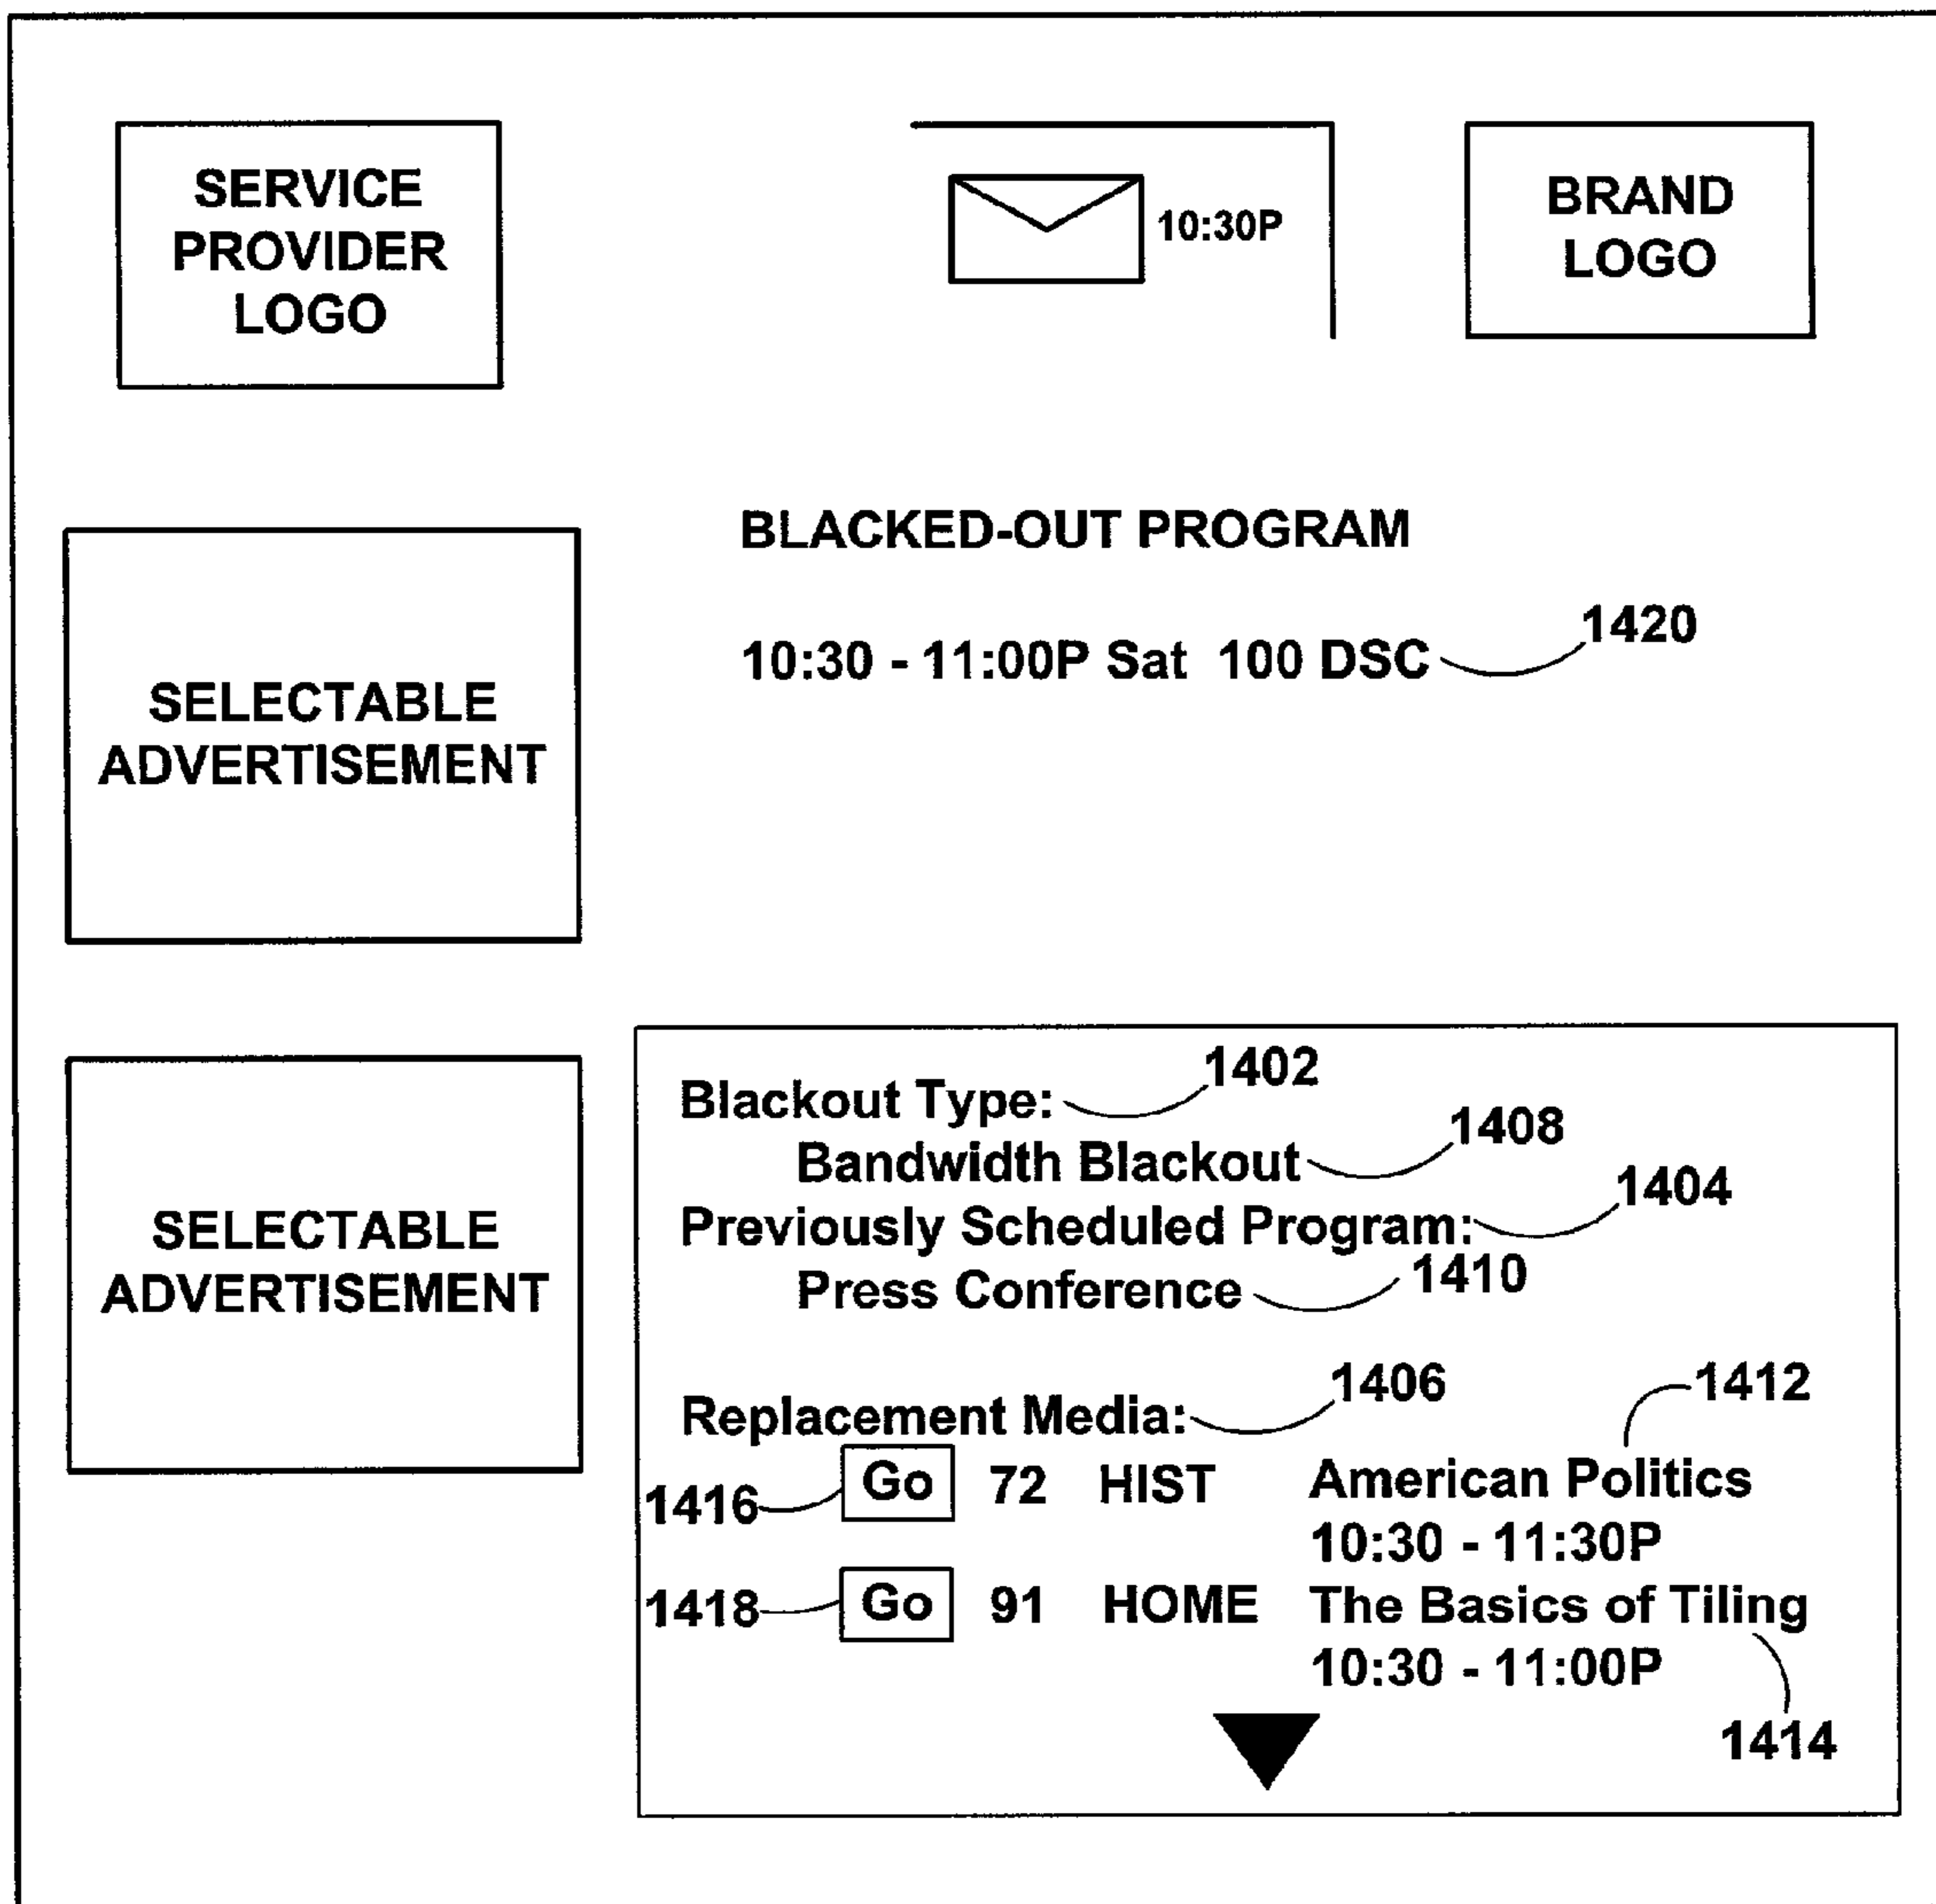 SERVICE
PROVIDER
LOGO
10:30P
BRAND
LOGO
BLACKED-OUT PROGRAM
10:30 - 11:00P Sat 100 DSC
1420
SELECTABLE
ADVERTISEMENT
SELECTABLE
ADVERTISEMENT
Blackout Type:
1402
Bandwidth Blackout
1408
Previously Scheduled Program:
1404
Press Conference
1410
Replacement Media:
1406
1412
1416
Go 72 HIST American Politics
10:30 - 11:30P
1418
Go 91 HOME The Basics of Tiling
10:30 - 11:00P
1414